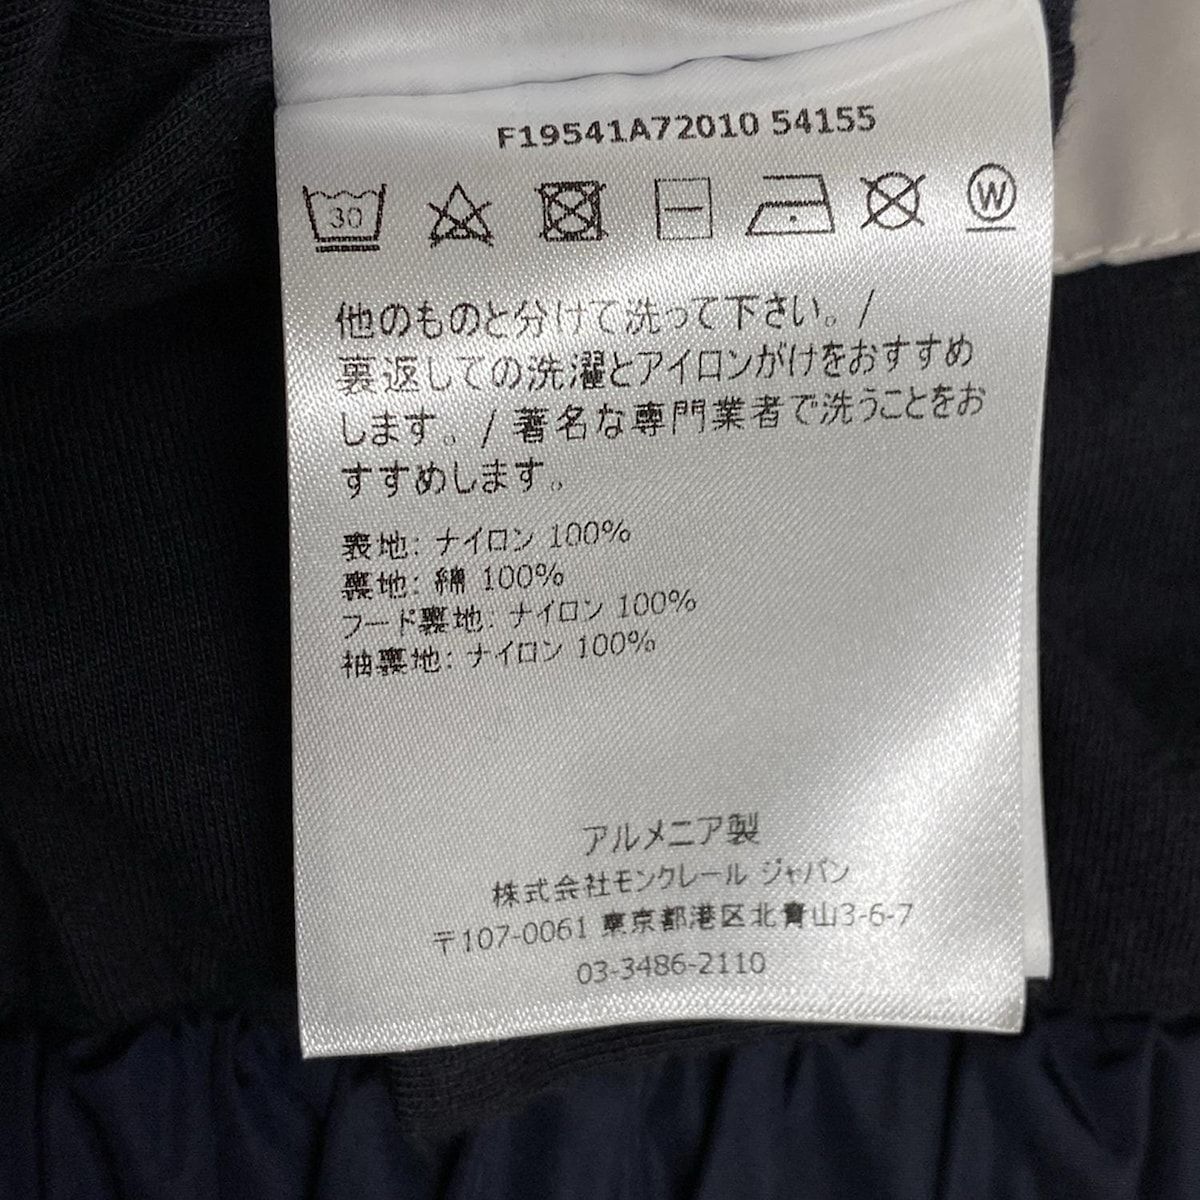 F19541A72010 54155
30 W
他のものと分けて洗って下さい。/
裏返しての洗濯とアイロンがけをおすすめ
します。/ 著名な専門業者で洗うことをお
すすめします。
表地: ナイロン 100%
裏地: 綿 100%
フード裏地: ナイロン 100%
袖裏地: ナイロン 100%
アルメニア製
株式会社モンクレール ジャパン
〒107-0061 東京都港区北青山3-6-7
03-3486-2110